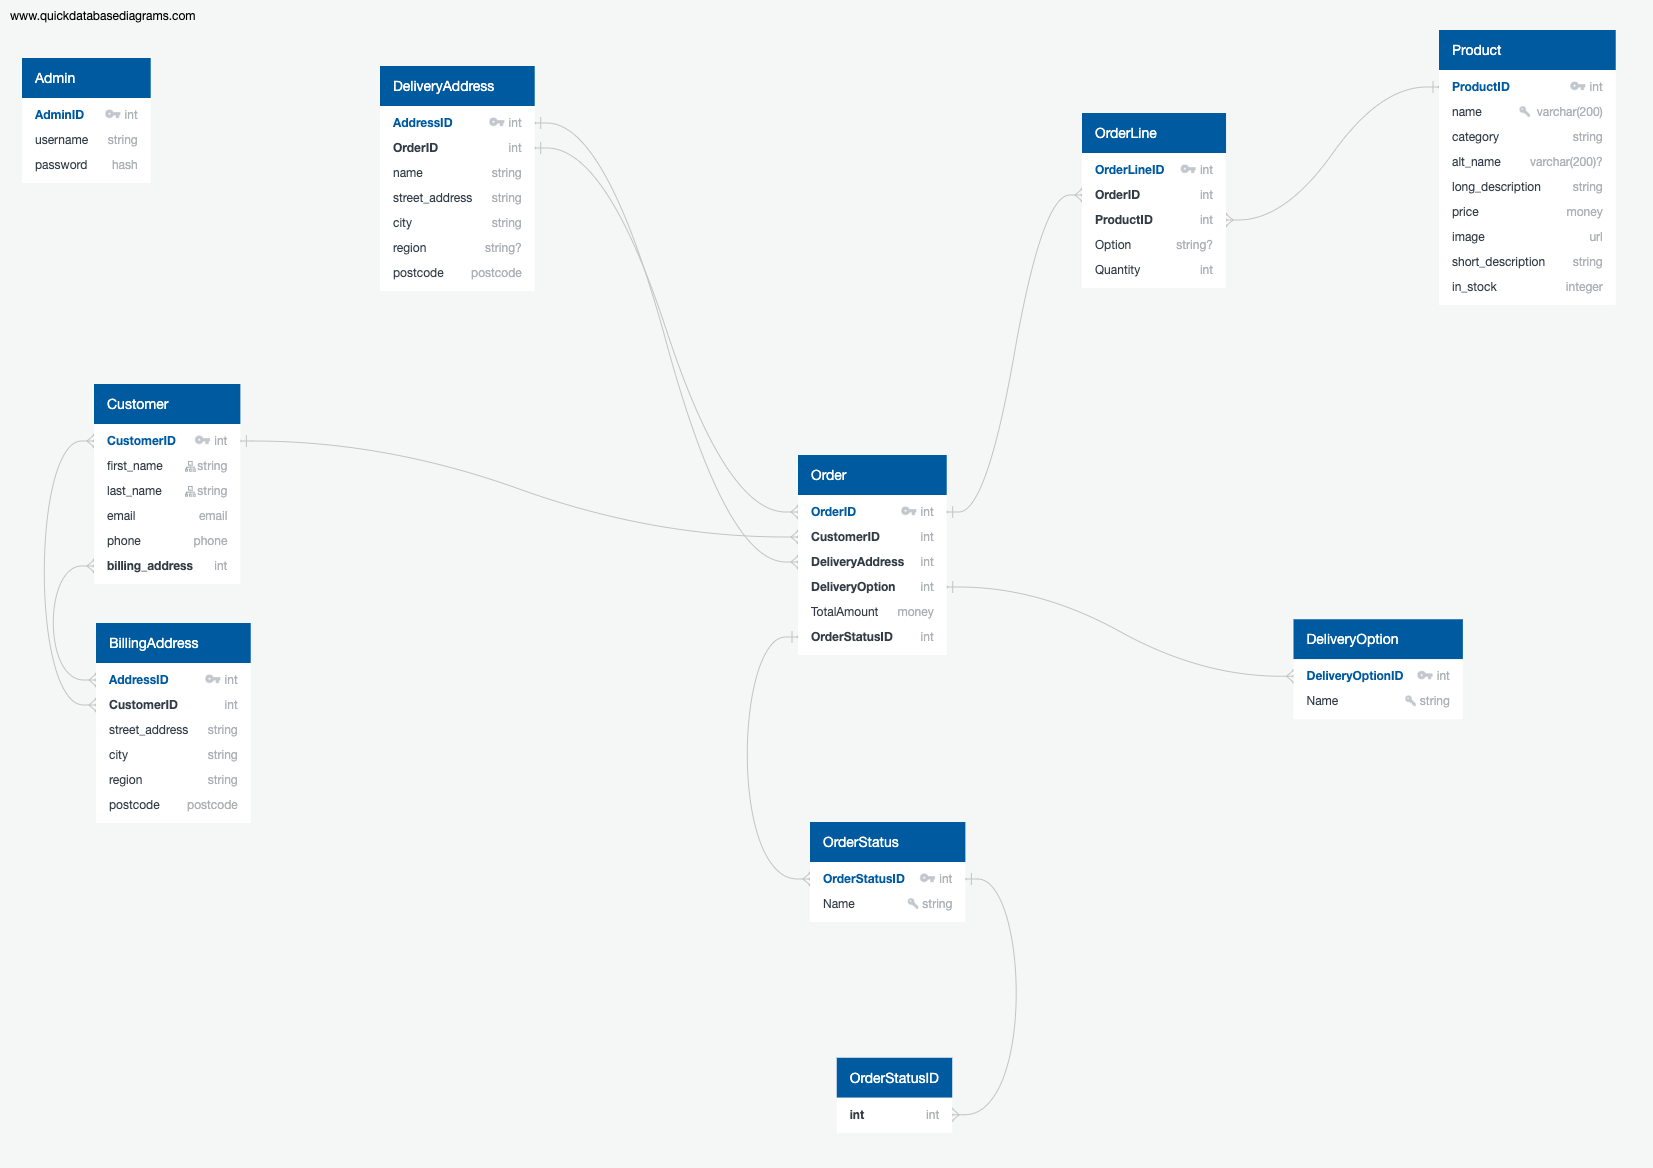 www.quickdatabasediagrams.com
Admin
AdminID int
username string
password hash
DeliveryAddress
AddressID int
OrderID int
name string
street_address string
city string
region string?
postcode postcode
OrderLine
OrderLineID int
OrderID int
ProductID int
Option string?
Quantity int
Product
ProductID int
name varchar(200)
category string
alt_name varchar(200)?
long_description string
price money
image url
short_description string
in_stock integer
Customer
CustomerID int
first_name string
last_name string
email email
phone phone
billing_address int
BillingAddress
AddressID int
CustomerID int
street_address string
city string
region string
postcode postcode
Order
OrderID int
CustomerID int
DeliveryAddress int
DeliveryOption int
TotalAmount money
OrderStatusID int
DeliveryOption
DeliveryOptionID int
Name string
OrderStatus
OrderStatusID int
Name string
OrderStatusID
int int